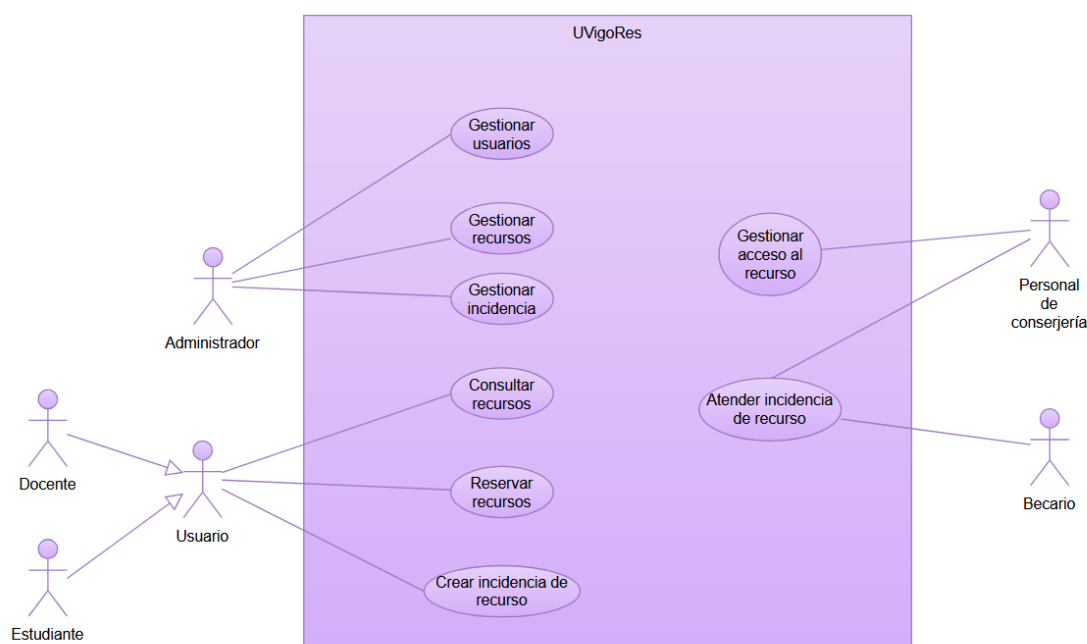 UVigoRes
Gestionar
usuarios
Gestionar
recursos
Gestionar
incidencia
Administrador
Gestionar
acceso al
recurso
Personal
de
conserjería
Consultar
recursos
Atender incidencia
de recurso
Docente
Usuario
Reservar
recursos
Becario
Crear incidencia de
recurso
Estudiante